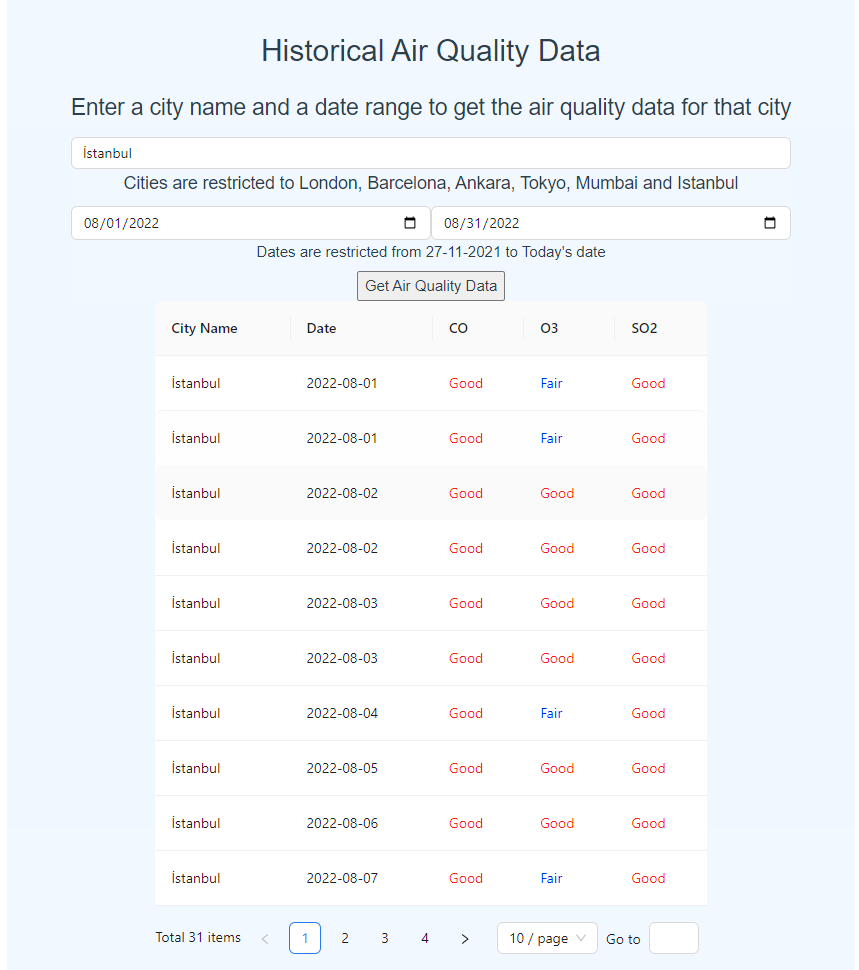 Historical Air Quality Data
Enter a city name and a date range to get the air quality data for that city
İstanbul
Cities are restricted to London, Barcelona, Ankara, Tokyo, Mumbai and Istanbul
08/01/2022 08/31/2022
Dates are restricted from 27-11-2021 to Today's date
Get Air Quality Data
City Name Date CO O3 SO2
İstanbul 2022-08-01 Good Fair Good
İstanbul 2022-08-01 Good Fair Good
İstanbul 2022-08-02 Good Good Good
İstanbul 2022-08-02 Good Good Good
İstanbul 2022-08-03 Good Good Good
İstanbul 2022-08-03 Good Good Good
İstanbul 2022-08-04 Good Fair Good
İstanbul 2022-08-05 Good Good Good
İstanbul 2022-08-06 Good Good Good
İstanbul 2022-08-07 Good Fair Good
Total 31 items < 1 2 3 4 > 10 / page Go to